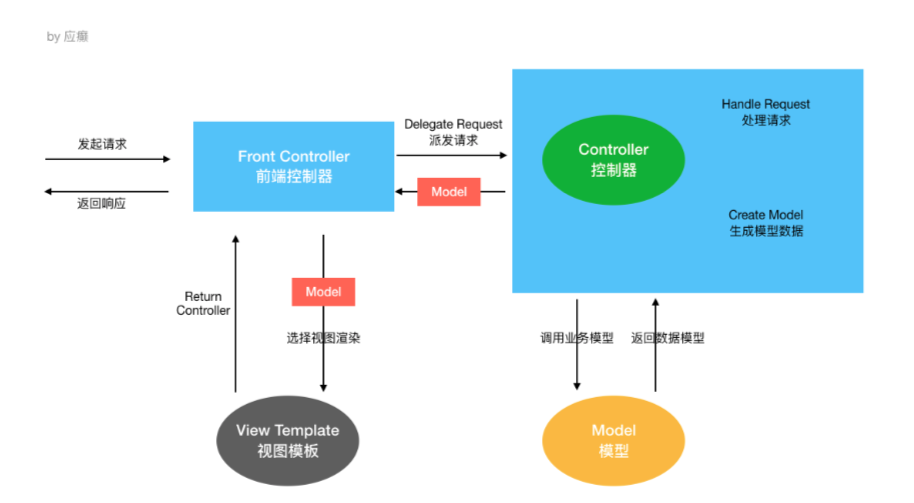 by 应癫
发起请求
返回响应
Front Controller
前端控制器
Delegate Request
派发请求
Model
Controller
控制器
Handle Request
处理请求
Create Model
生成模型数据
Return
Controller
Model
选择视图渲染
调用业务模型
返回数据模型
View Template
视图模板
Model
模型